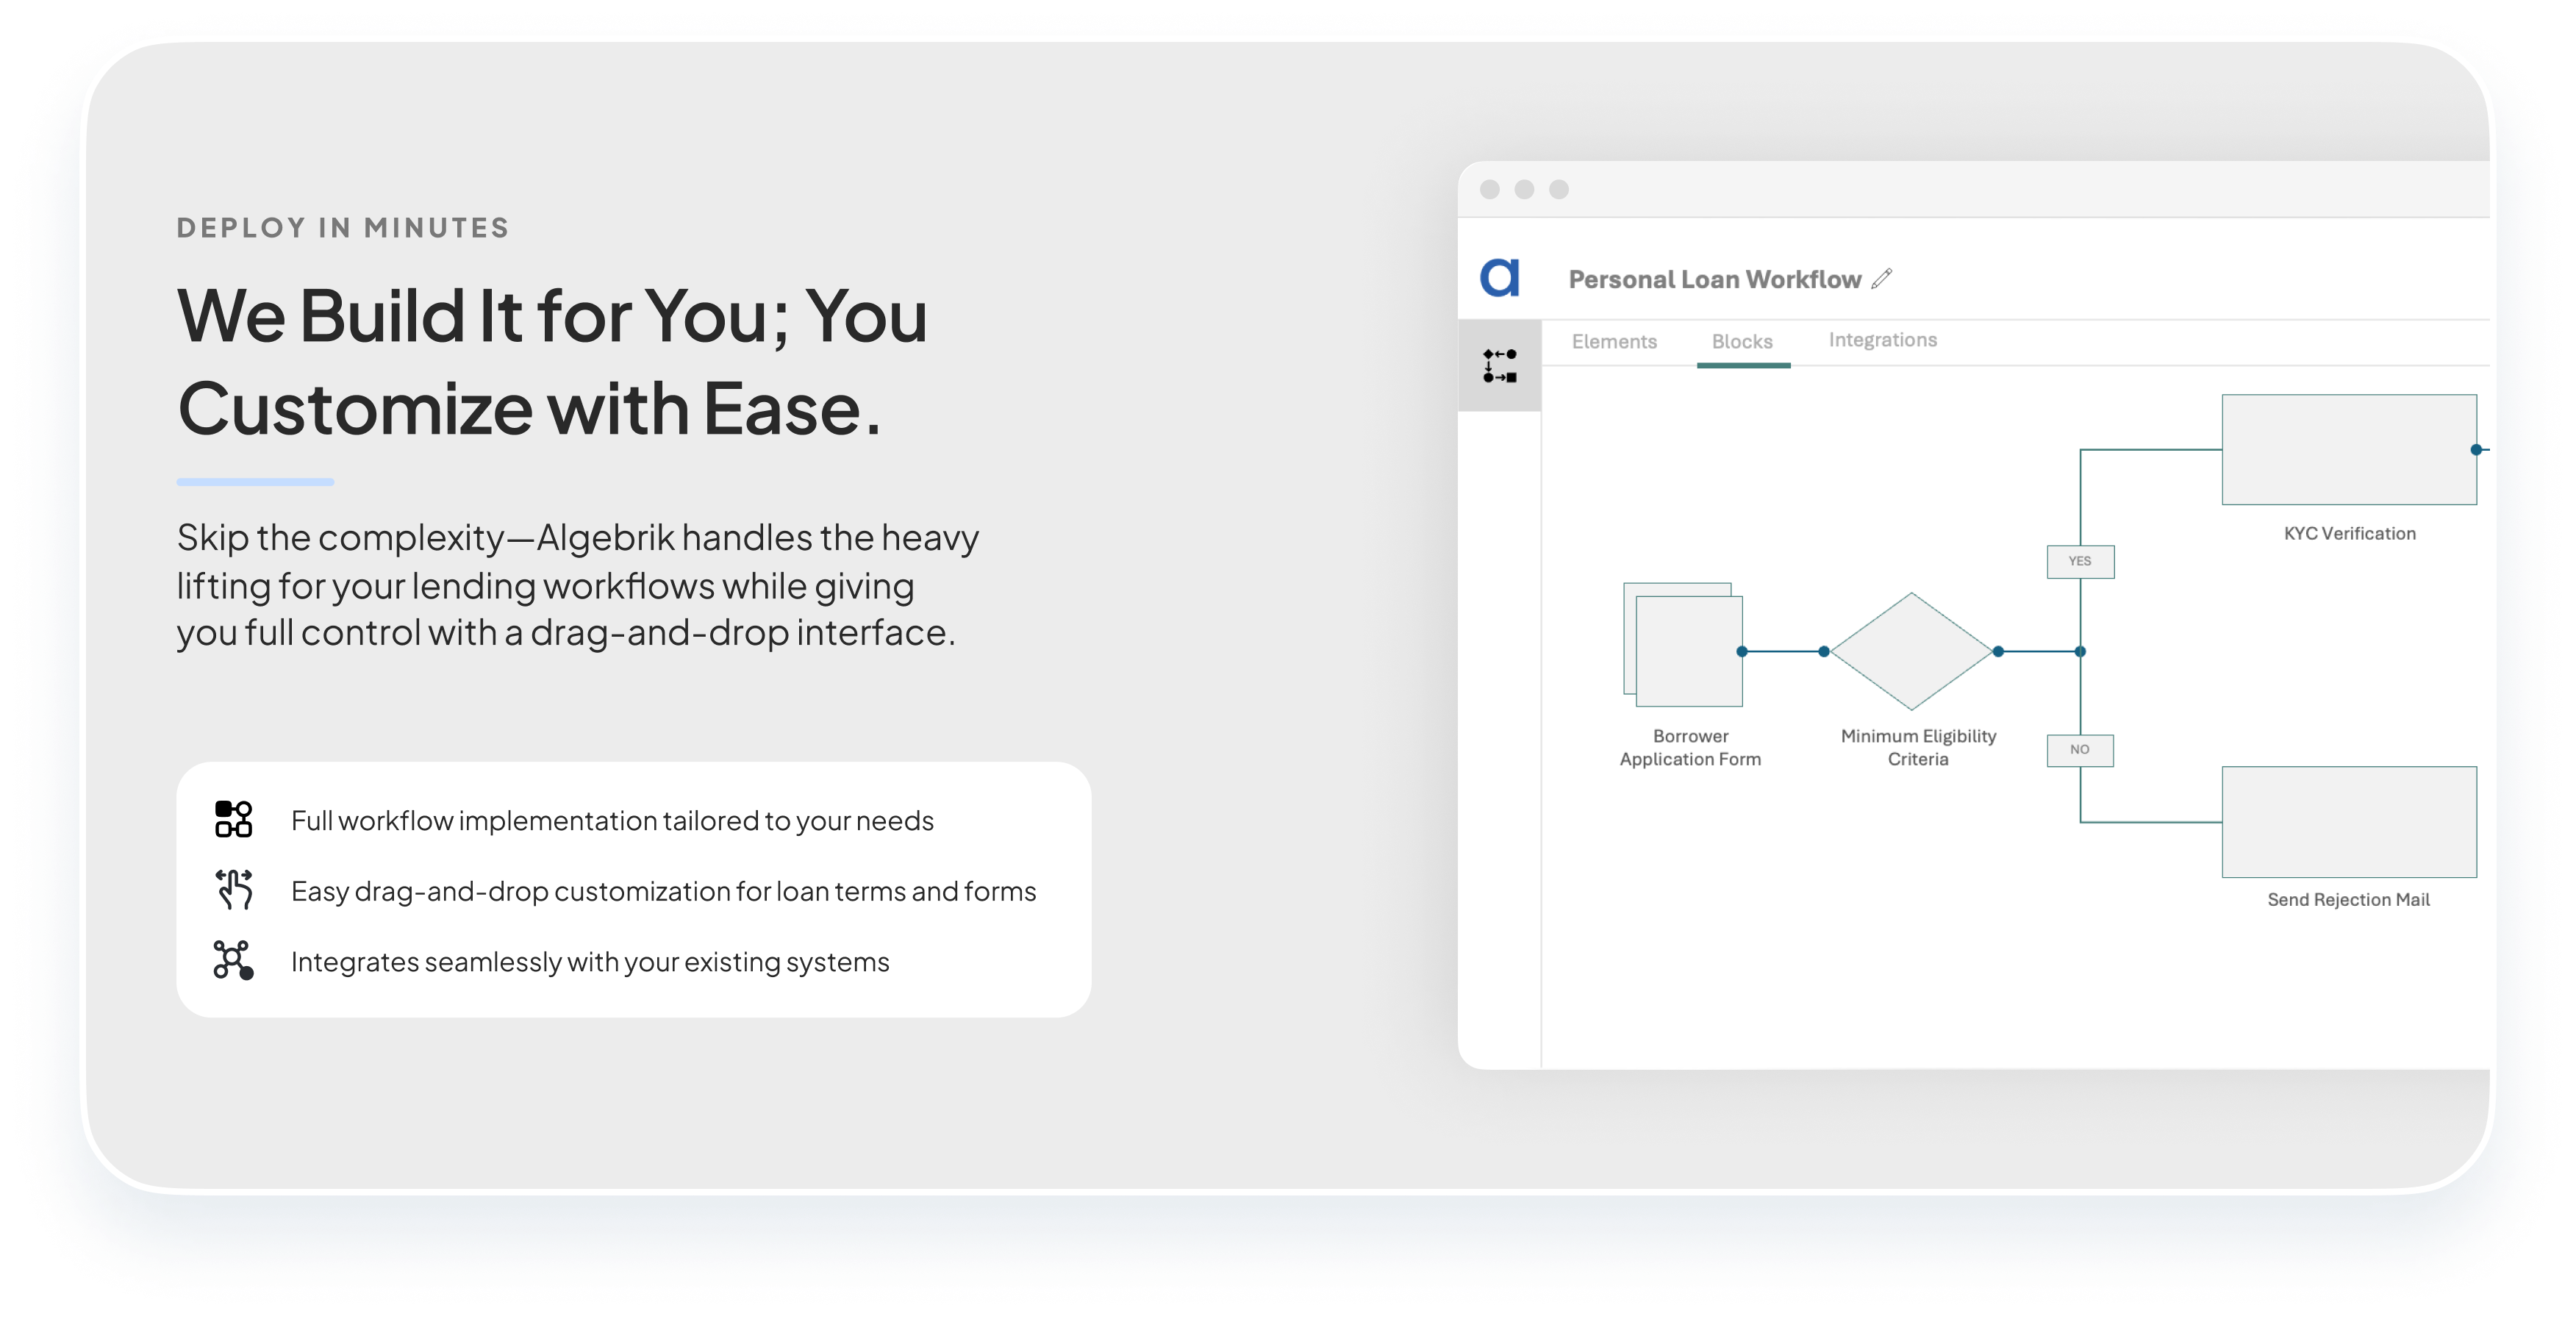 DEPLOY IN MINUTES
We Build It for You; You
Customize with Ease.
Skip the complexity—Algebrik handles the heavy
lifting for your lending workflows while giving
you full control with a drag-and-drop interface.
Full workflow implementation tailored to your needs
Easy drag-and-drop customization for loan terms and forms
Integrates seamlessly with your existing systems
a
Personal Loan Workflow
Elements
Blocks
Integrations
KYC Verification
YES
Borrower
Application Form
Minimum Eligibility
Criteria
NO
Send Rejection Mail